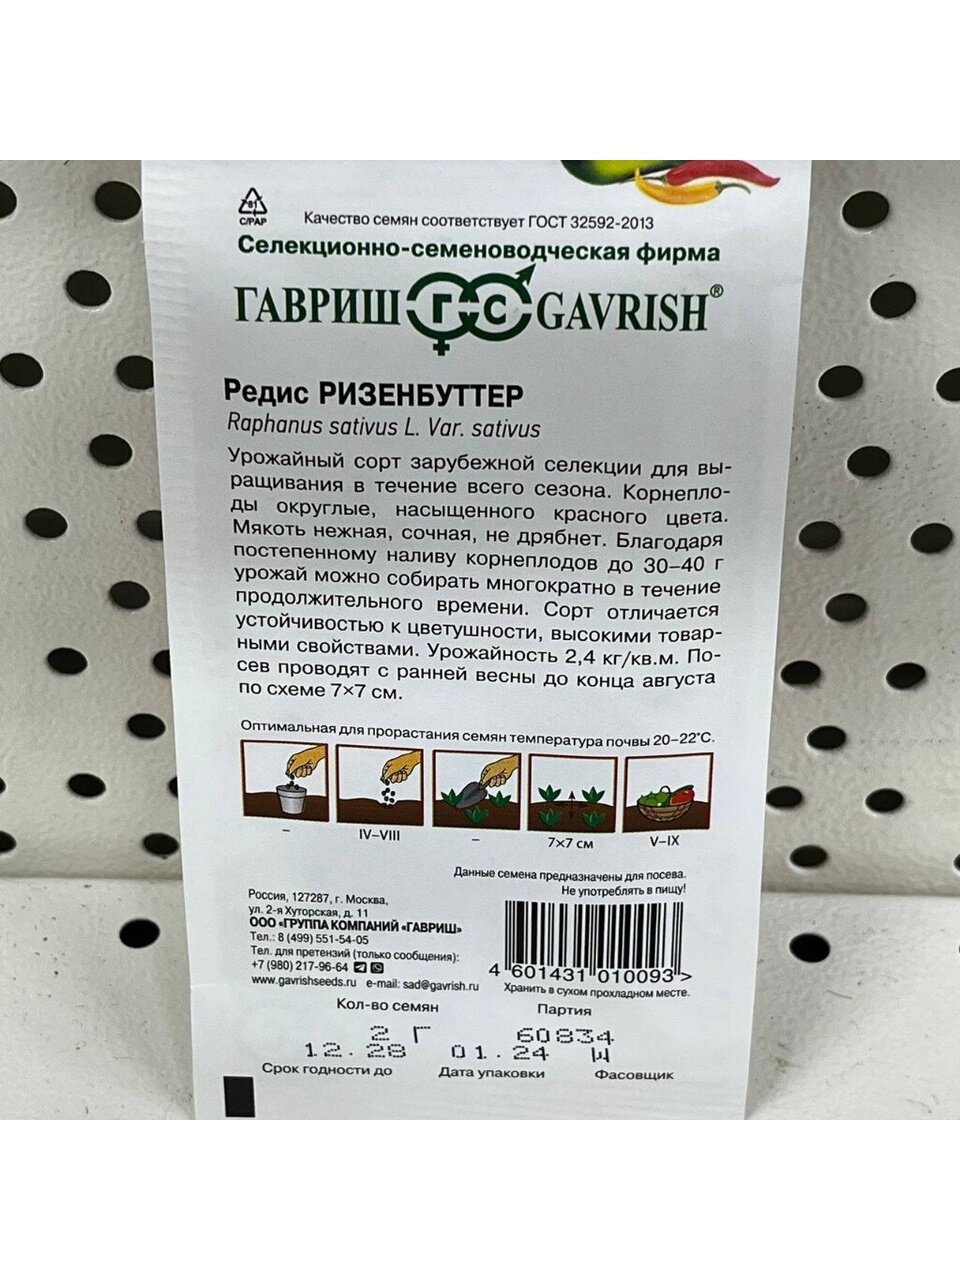 81
C/PAP
Качество семян соответствует ГОСТ 32592-2013
Селекционно-семеноводческая фирма
ГАВРИШ ГС GAVRISH®
Редис РИЗЕНБУТТЕР
Raphanus sativus L. Var. sativus
Урожайный сорт зарубежной селекции для вы-
ращивания в течение всего сезона. Корнепло-
ды округлые, насыщенного красного цвета.
Мякоть нежная, сочная, не дрябнет. Благодаря
постепенному наливу корнеплодов до 30–40 г
урожай можно собирать многократно в течение
продолжительного времени. Сорт отличается
устойчивостью к цветушности, высокими товар-
ными свойствами. Урожайность 2,4 кг/кв.м. По-
сев проводят с ранней весны до конца августа
по схеме 7×7 см.
Оптимальная для прорастания семян температура почвы 20–22°С.
– IV–VIII – 7×7 см V–IX
Данные семена предназначены для посева.
Не употреблять в пищу!
Россия, 127287, г. Москва,
ул. 2-я Хуторская, д. 11
ООО «ГРУППА КОМПАНИЙ «ГАВРИШ»
Тел.: 8 (499) 551-54-05
Тел. для претензий (только сообщения):
+7 (980) 217-96-64
www.gavrishseeds.ru e-mail: sad@gavrish.ru
4 601431 010093 >
Хранить в сухом прохладном месте.
Кол-во семян Партия
2 Г 60834
12.28 01.24 Ш
Срок годности до Дата упаковки Фасовщик